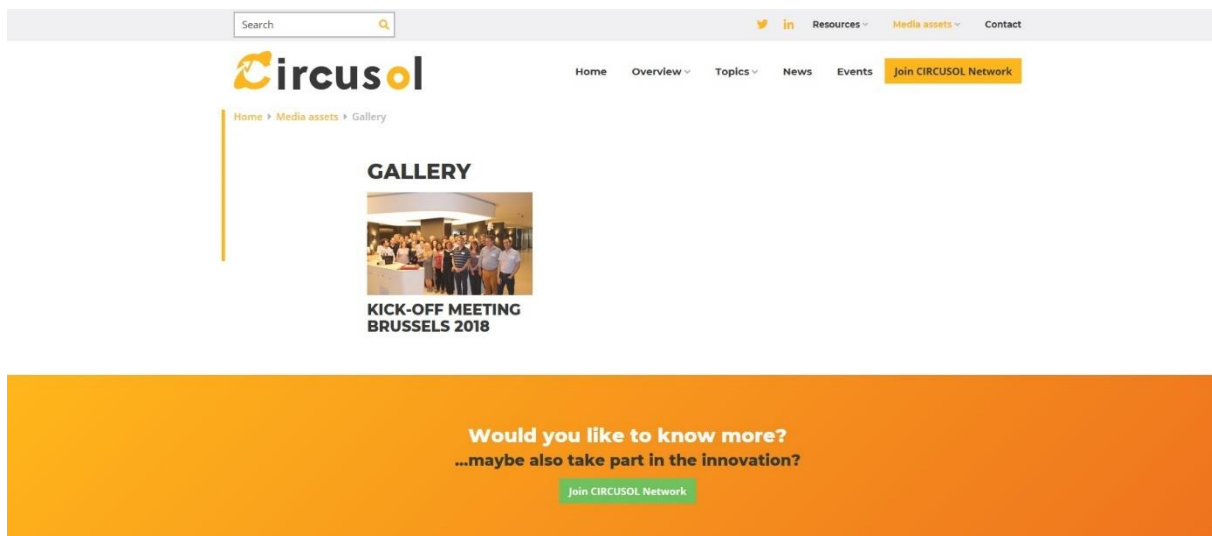 Search
in Resources Media assets Contact
Circusol
Home Overview Topics News Events Join CIRCUSOL Network
Home Media assets Gallery
GALLERY
KICK-OFF MEETING
BRUSSELS 2018
Would you like to know more?
...maybe also take part in the innovation?
Join CIRCUSOL Network